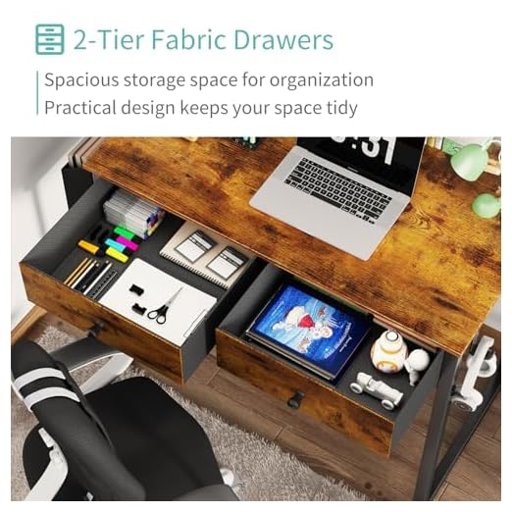 2-Tier Fabric Drawers
Spacious storage space for organization
Practical design keeps your space tidy